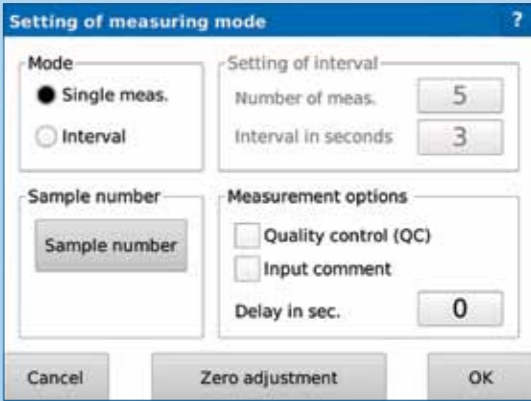 Setting of measuring mode ?
Mode
Single meas.
Interval
Setting of interval
Number of meas. 5
Interval in seconds 3
Sample number
Sample number
Measurement options
Quality control (QC)
Input comment
Delay in sec. 0
Cancel Zero adjustment OK